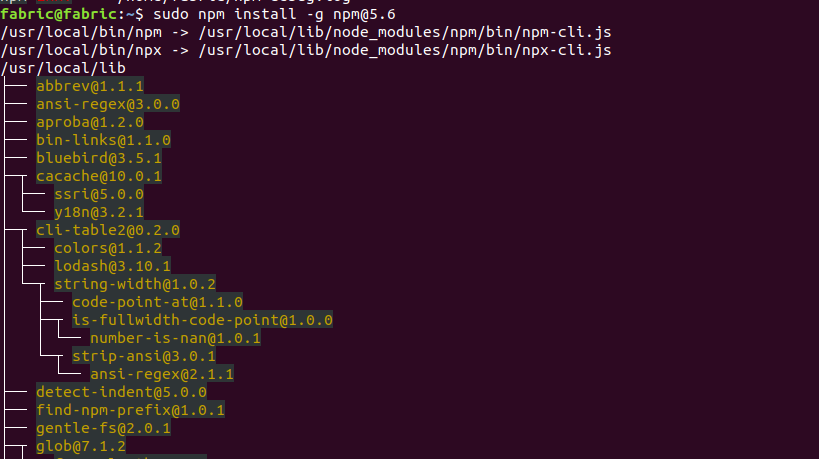 fabric@fabric:~$ sudo npm install -g npm@5.6
/usr/local/bin/npm -> /usr/local/lib/node_modules/npm/bin/npm-cli.js
/usr/local/bin/npx -> /usr/local/lib/node_modules/npm/bin/npx-cli.js
/usr/local/lib
├── abbrev@1.1.1
├── ansi-regex@3.0.0
├── aproba@1.2.0
├── bin-links@1.1.0
├── bluebird@3.5.1
├─┬ cacache@10.0.1
│ ├── ssri@5.0.0
│ └── y18n@3.2.1
├─┬ cli-table2@0.2.0
│ ├── colors@1.1.2
│ ├── lodash@3.10.1
│ └─┬ string-width@1.0.2
│   ├── code-point-at@1.1.0
│   ├─┬ is-fullwidth-code-point@1.0.0
│   │ └── number-is-nan@1.0.1
│   └─┬ strip-ansi@3.0.1
│     └── ansi-regex@2.1.1
├── detect-indent@5.0.0
├── find-npm-prefix@1.0.1
├── gentle-fs@2.0.1
├─┬ glob@7.1.2